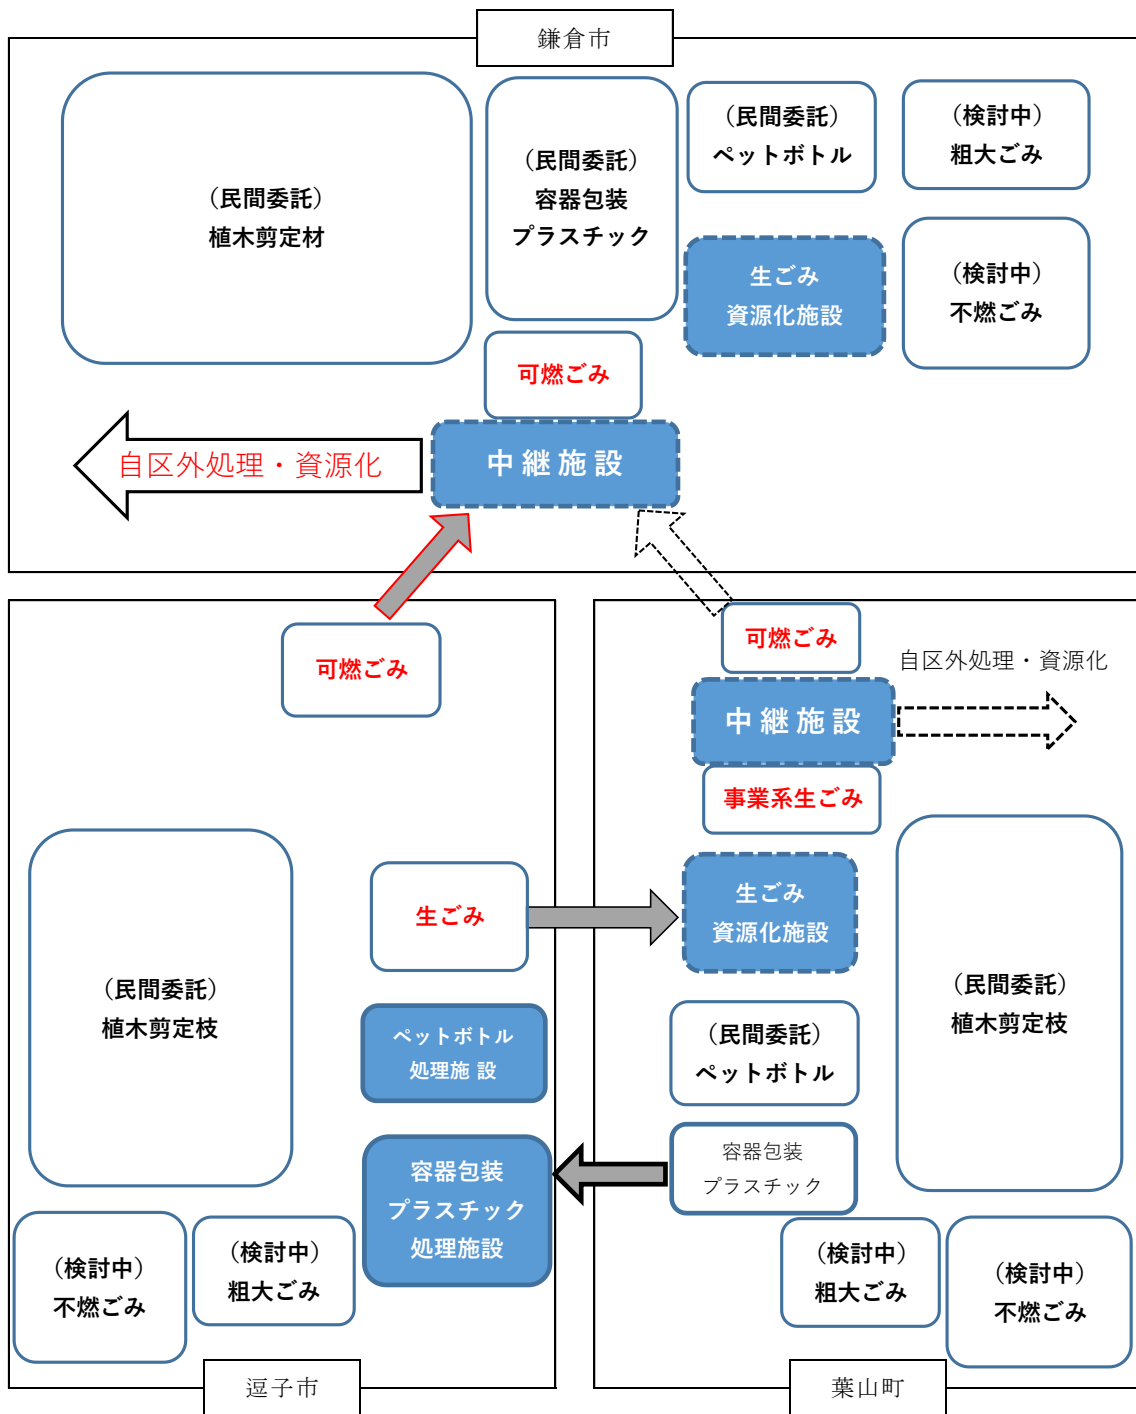 鎌倉市
（民間委託）
植木剪定材
（民間委託）
容器包装
プラスチック
（民間委託）
ペットボトル
（検討中）
粗大ごみ
生ごみ
資源化施設
（検討中）
不燃ごみ
可燃ごみ
中継施設
自区外処理・資源化
可燃ごみ
可燃ごみ
自区外処理・資源化
中継施設
事業系生ごみ
生ごみ
生ごみ
資源化施設
（民間委託）
植木剪定枝
（民間委託）
植木剪定枝
ペットボトル
処理施 設
（民間委託）
ペットボトル
容器包装
プラスチック
処理施設
容器包装
プラスチック
（検討中）
不燃ごみ
（検討中）
粗大ごみ
（検討中）
粗大ごみ
（検討中）
不燃ごみ
逗子市
葉山町